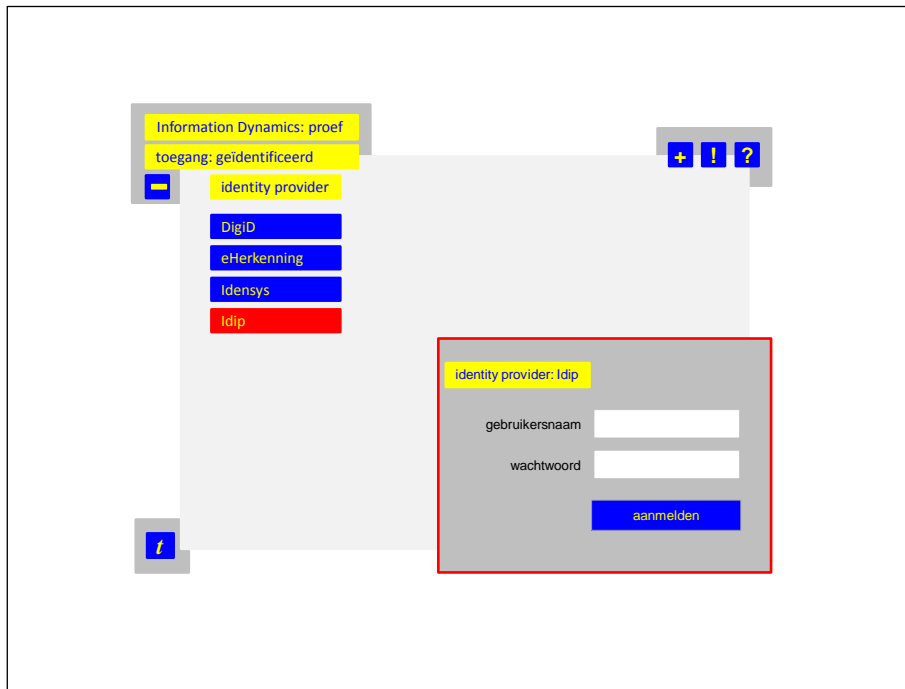 Information Dynamics: proef
toegang: geïdentificeerd
+ ! ?
identity provider
DigiD
eHerkenning
Idensys
Idip
identity provider: Idip
gebruikersnaam
wachtwoord
aanmelden
t